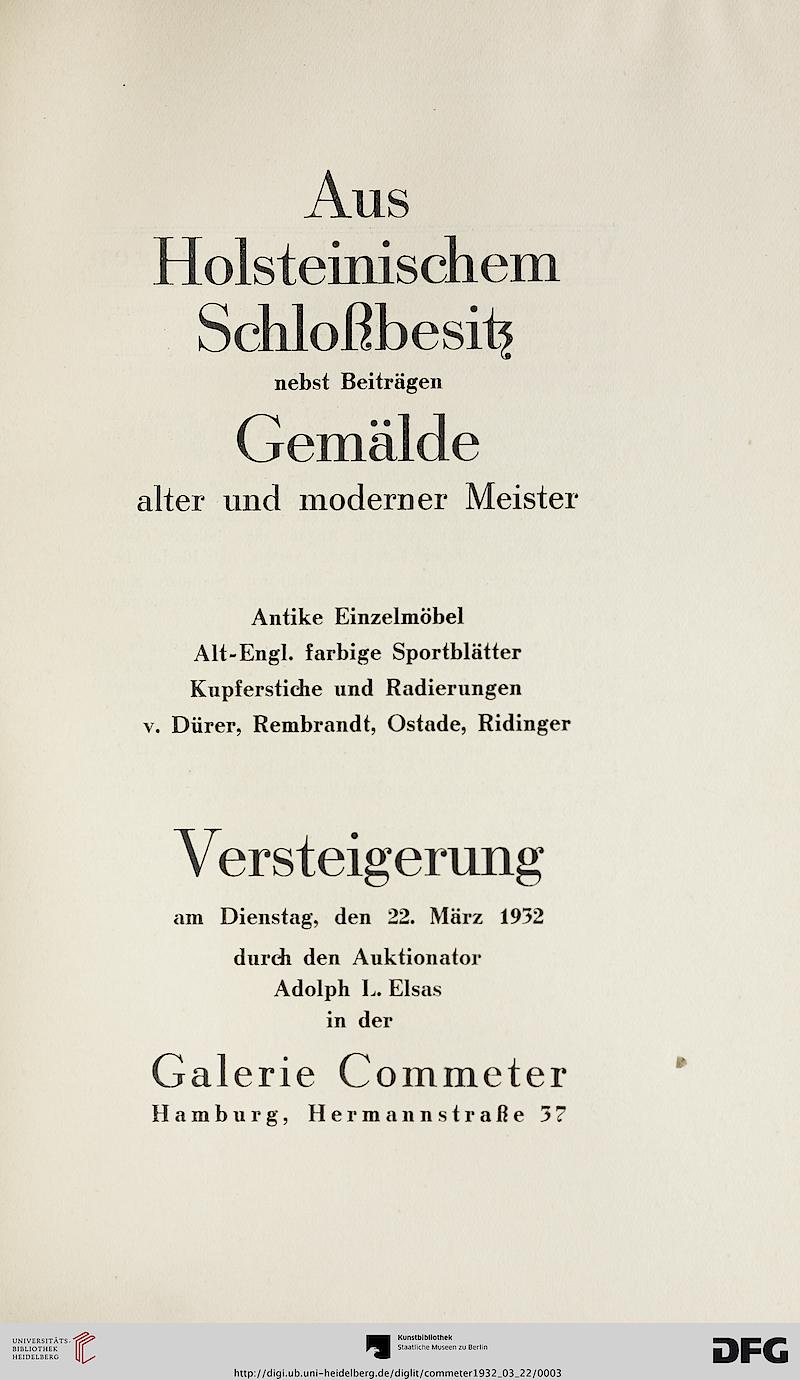 Aus
Holsteinischem
Schloßbesitz
nebst Beiträgen
Gemälde
alter und moderner Meister
Antike Einzelmöbel
Alt-Engl. farbige Sportblätter
Kupferstiche und Radierungen
v. Dürer, Rembrandt, Ostade, Ridinger
Versteigerung
am Dienstag, den 22. März 1932
durch den Auktionator
Adolph L. Elsas
in der
Galerie Commeter
Hamburg, Hermannstraße 37
UNIVERSITÄTS-
BIBLIOTHEK
HEIDELBERG
Kunstbibliothek
Staatliche Museen zu Berlin
DFG
http://digi.ub.uni-heidelberg.de/diglit/commeter1932_03_22/0003